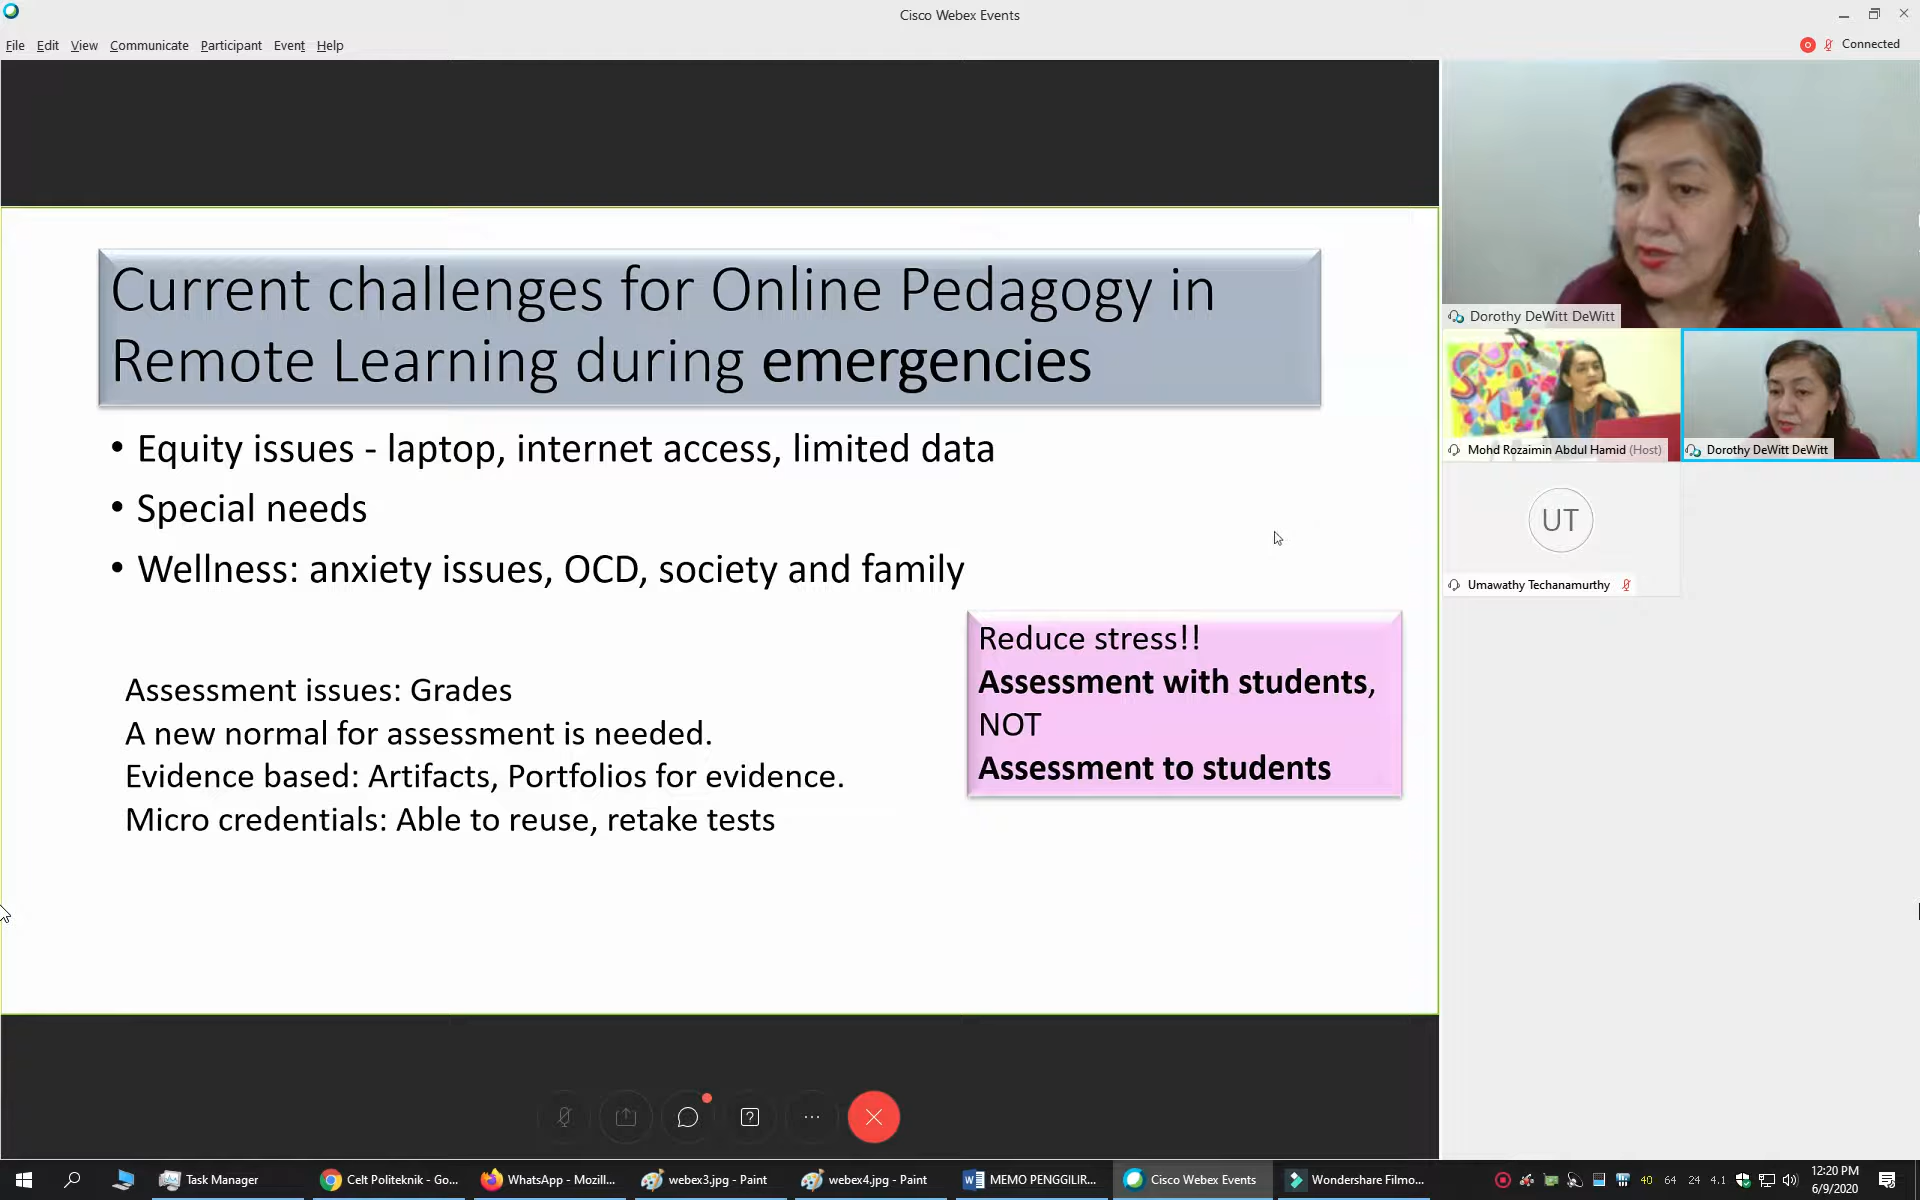 Cisco Webex Events
File Edit View Communicate Participant Event Help
Connected
Current challenges for Online Pedagogy in
Remote Learning during emergencies
• Equity issues - laptop, internet access, limited data
• Special needs
• Wellness: anxiety issues, OCD, society and family
Assessment issues: Grades
A new normal for assessment is needed.
Evidence based: Artifacts, Portfolios for evidence.
Micro credentials: Able to reuse, retake tests
Reduce stress!!
Assessment with students,
NOT
Assessment to students
Dorothy DeWitt DeWitt
Mohd Rozaimin Abdul Hamid (Host)
Dorothy DeWitt DeWitt
UT
Umawathy Techanamurthy
Task Manager
Celt Politeknik - Go...
WhatsApp - Mozill...
webex3.jpg - Paint
webex4.jpg - Paint
MEMO PENGGILIR...
Cisco Webex Events
Wondershare Filmo...
40 64 24 4.1
12:20 PM
6/9/2020